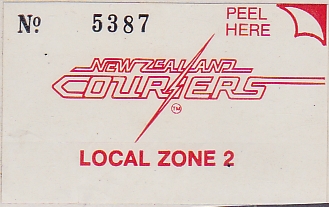 No. 5387
PEEL
HERE
NEW ZEALAND
COURIERS
TM
LOCAL ZONE 2